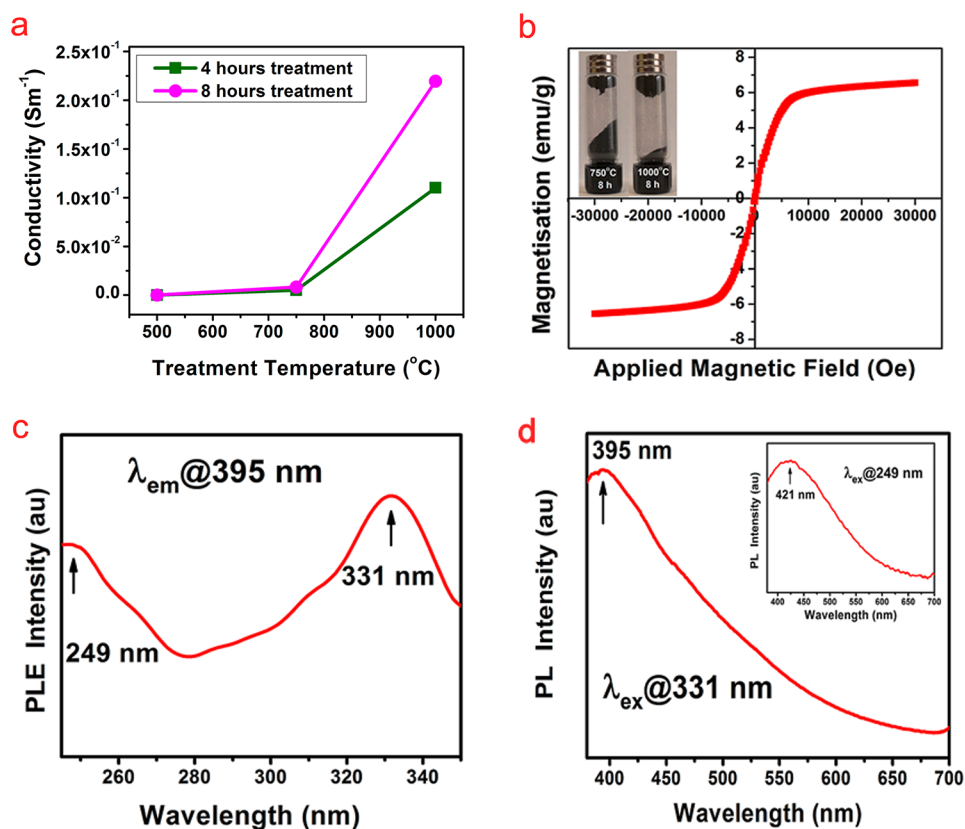 a
Conductivity (Sm⁻¹)
2.5x10⁻¹
2.0x10⁻¹
1.5x10⁻¹
1.0x10⁻¹
5.0x10⁻²
0.0
4 hours treatment
8 hours treatment
500 600 700 800 900 1000
Treatment Temperature (°C)
b
Magnetisation (emu/g)
8
6
4
2
0
-2
-4
-6
-8
-30000 -20000 -10000 0 10000 20000 30000
750°C
8 h
1000°C
8 h
Applied Magnetic Field (Oe)
c
PLE Intensity (au)
λem@395 nm
249 nm
331 nm
260 280 300 320 340
Wavelength (nm)
d
PL Intensity (au)
395 nm
λex@331 nm
400 450 500 550 600 650 700
Wavelength (nm)
PL Intensity (au)
λex@249 nm
421 nm
400 450 500 550 600 650 700
Wavelength (nm)